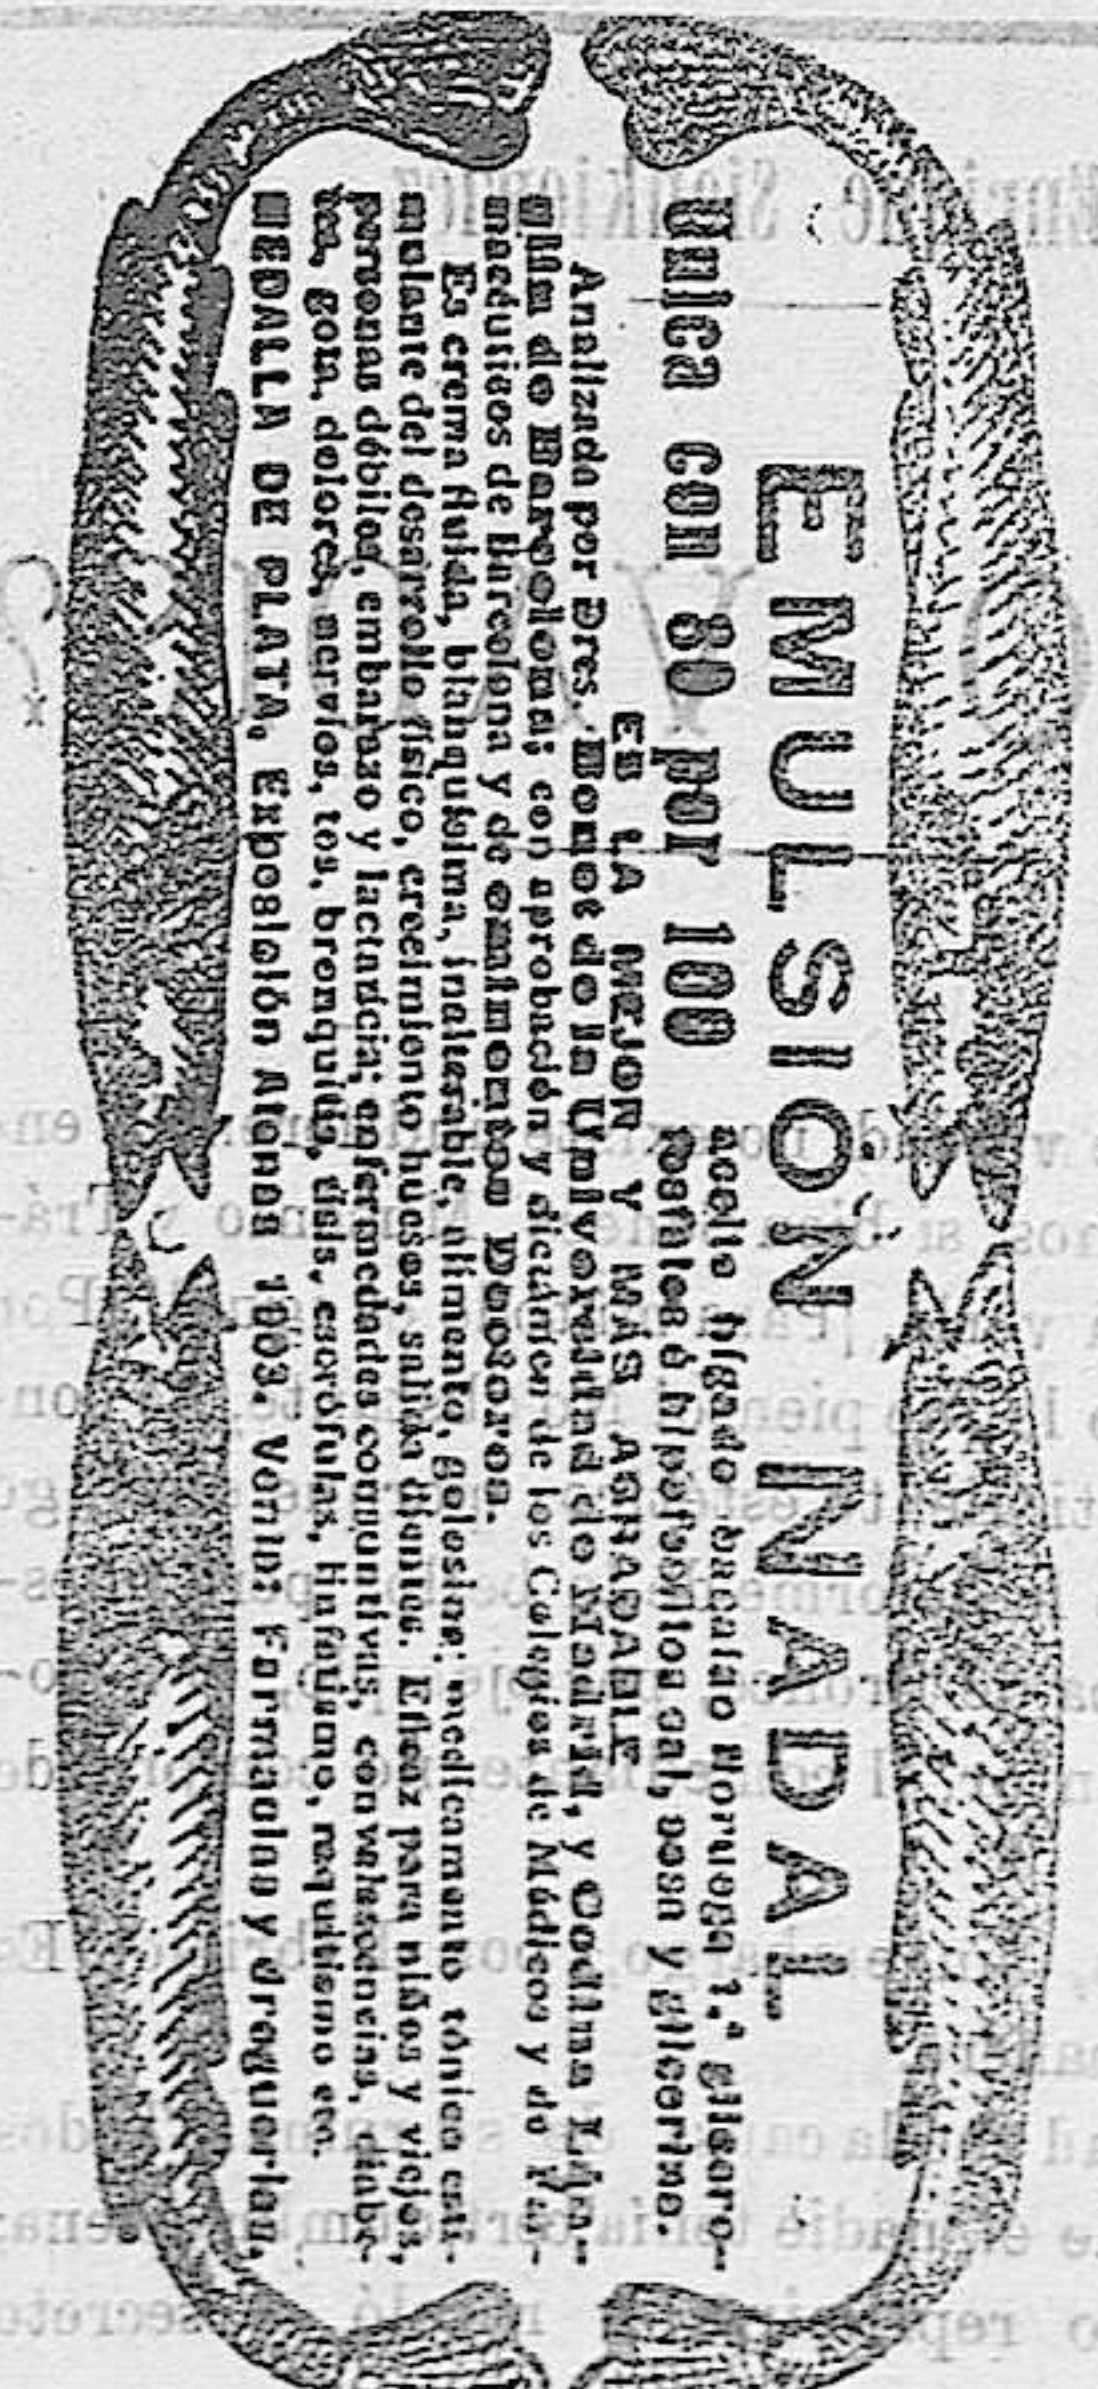 EMULSIÓN NADAL
Unica con 80 por 100 aceite hígado bacalao Noruega 1.ª glicero-
fosfatos é hipofosfitos cal, sosa y glicerina.
ES LA MEJOR Y MÁS AGRADABLE
Analizada por Dres. Bonet de la Universidad de Madrid, y Codina Län-
glin de Barcelona; con aprobación y dictámen de los Colegios de Médicos y de Far-
macéuticos de Barcelona y de eminentes Doctores.
Es crema fluida, blanquísima, inalterable, alimento, golosina; medicamento tónico esti-
mulante del desarrollo físico, crecimiento huesos, salida dientes. Eficaz para niños y viejos,
personas débiles, embarazo y lactancia; enfermedades consuntivas, convalescencias, diabe-
tes, gota, dolores, nervios, tos, bronquitis, tisis, escrófulas, linfatismo, raquitismo etc.
MEDALLA DE PLATA, Exposición Atenas 1903. Venta: Farmacias y droguerías,